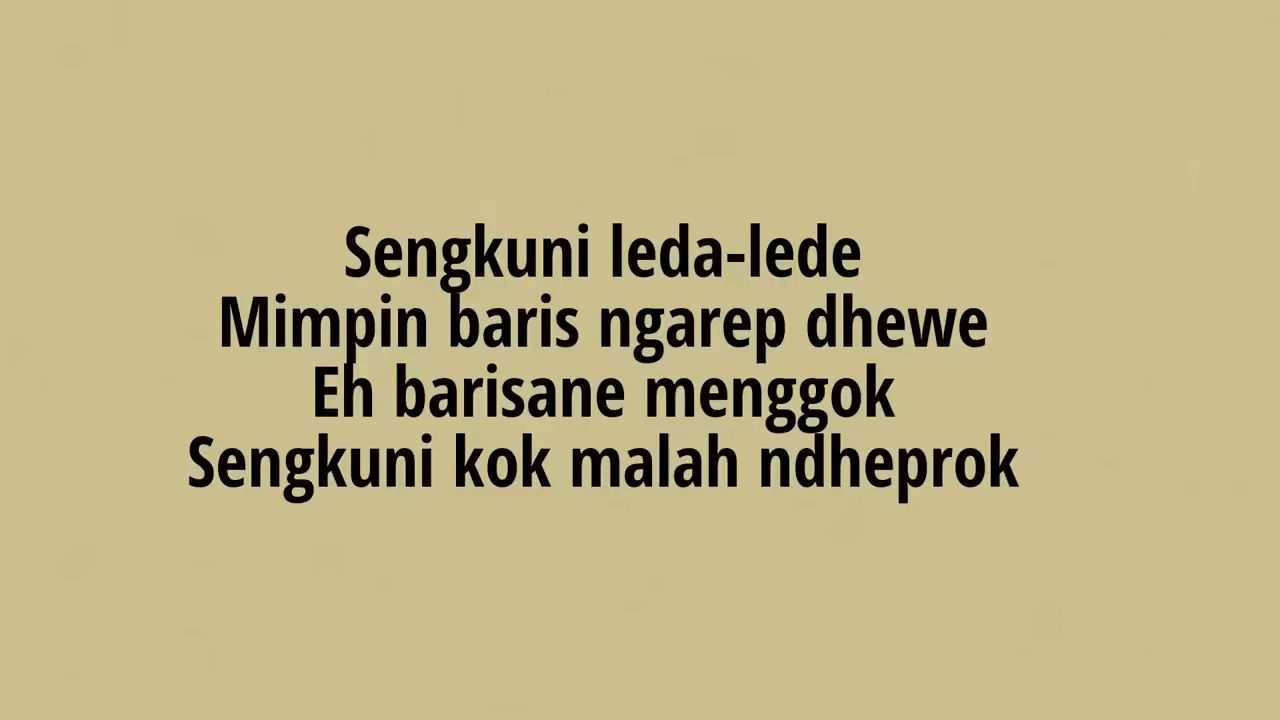 Sengkuni leda-lede
Mimpin baris ngarep dhewe
Eh barisane menggok
Sengkuni kok malah ndheprok